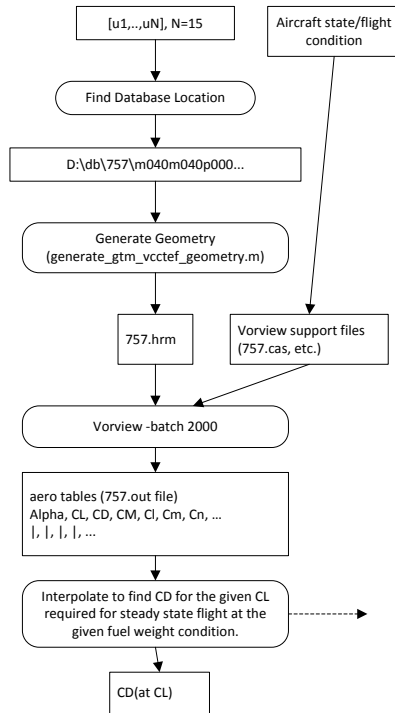 [u1,..,uN], N=15
Aircraft state/flight
condition
Find Database Location
D:\db\757\m040m040p000...
Generate Geometry
(generate_gtm_vcctef_geometry.m)
757.hrm
Vorview support files
(757.cas, etc.)
Vorview -batch 2000
aero tables (757.out file)
Alpha, CL, CD, CM, Cl, Cm, Cn, ...
|, |, |, |, ...
Interpolate to find CD for the given CL
required for steady state flight at the
given fuel weight condition.
CD(at CL)